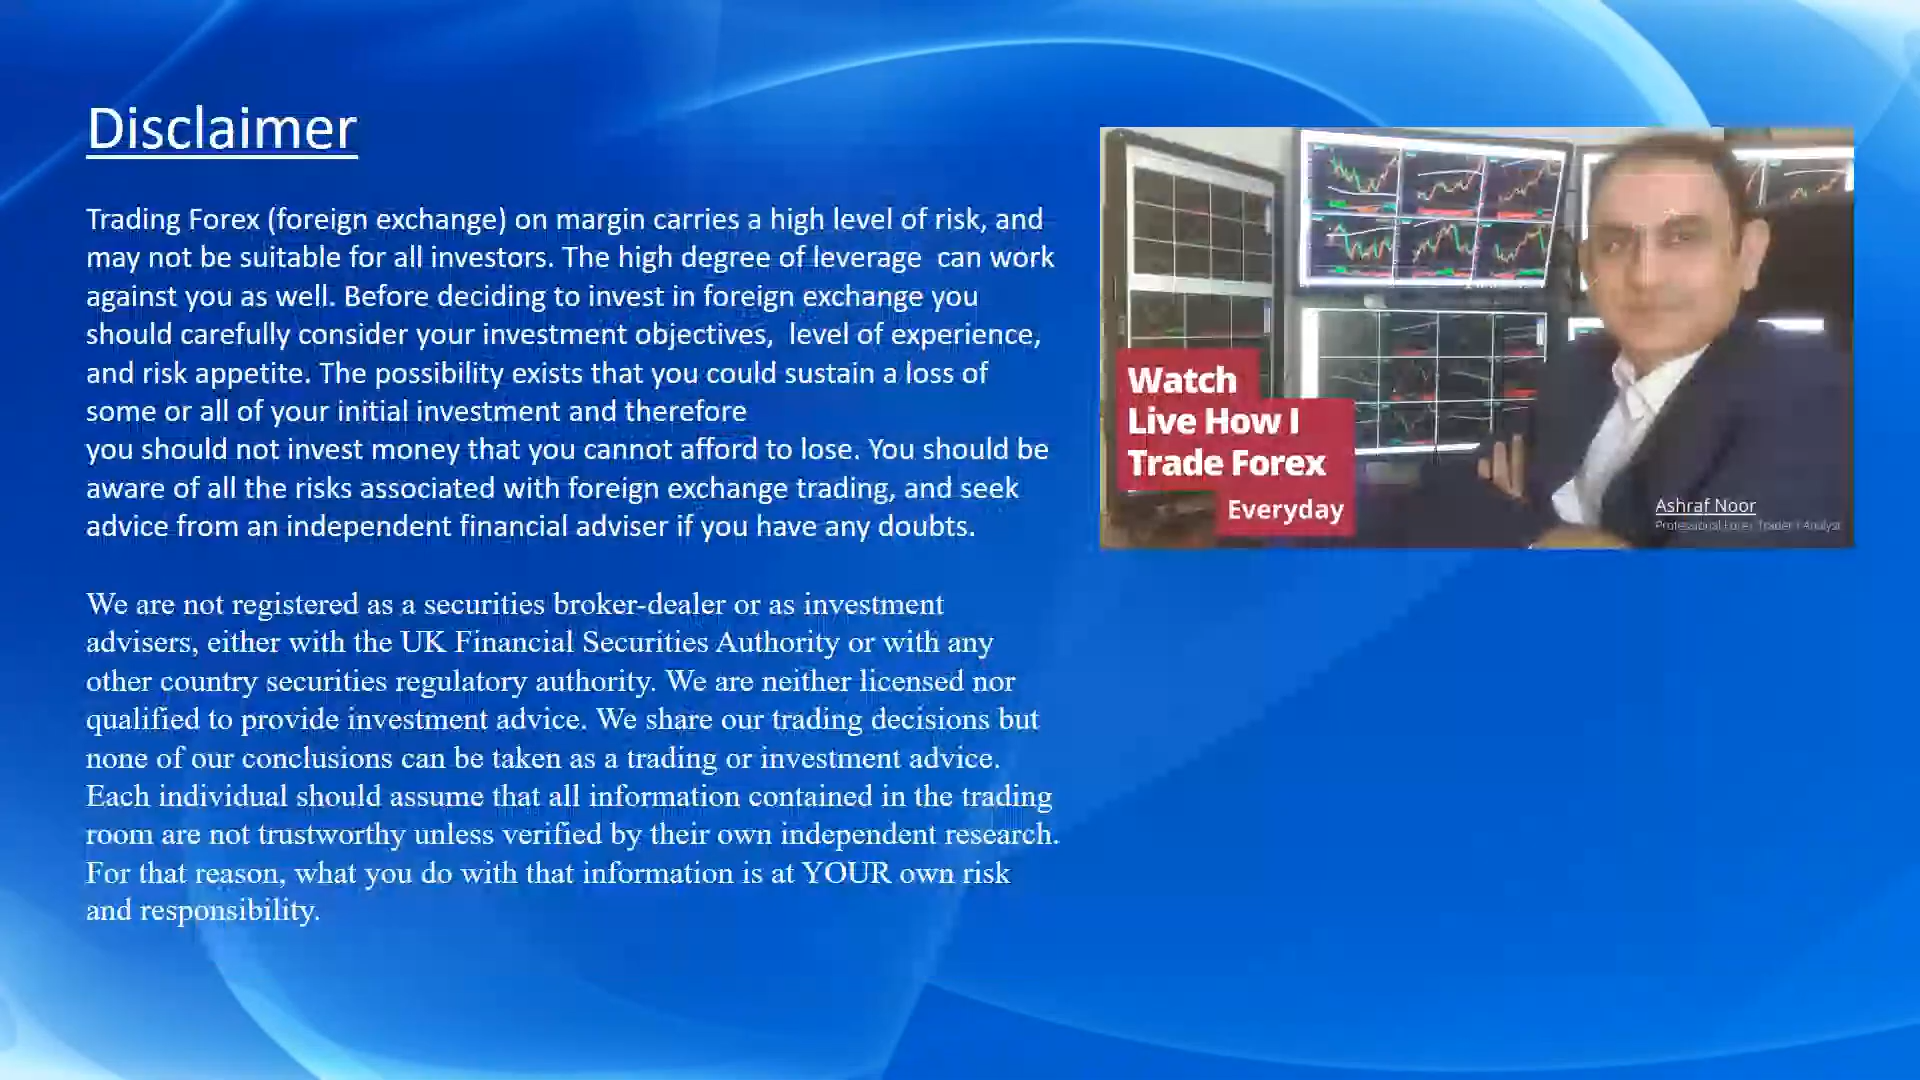 Disclaimer
Trading Forex (foreign exchange) on margin carries a high level of risk, and
may not be suitable for all investors. The high degree of leverage  can work
against you as well. Before deciding to invest in foreign exchange you
should carefully consider your investment objectives,  level of experience,
and risk appetite. The possibility exists that you could sustain a loss of
some or all of your initial investment and therefore
you should not invest money that you cannot afford to lose. You should be
aware of all the risks associated with foreign exchange trading, and seek
advice from an independent financial adviser if you have any doubts.
We are not registered as a securities broker-dealer or as investment
advisers, either with the UK Financial Securities Authority or with any
other country securities regulatory authority. We are neither licensed nor
qualified to provide investment advice. We share our trading decisions but
none of our conclusions can be taken as a trading or investment advice.
Each individual should assume that all information contained in the trading
room are not trustworthy unless verified by their own independent research.
For that reason, what you do with that information is at YOUR own risk
and responsibility.
Watch
Live How I
Trade Forex
Everyday
Ashraf Noor
Professional Forex Trader | Analyst